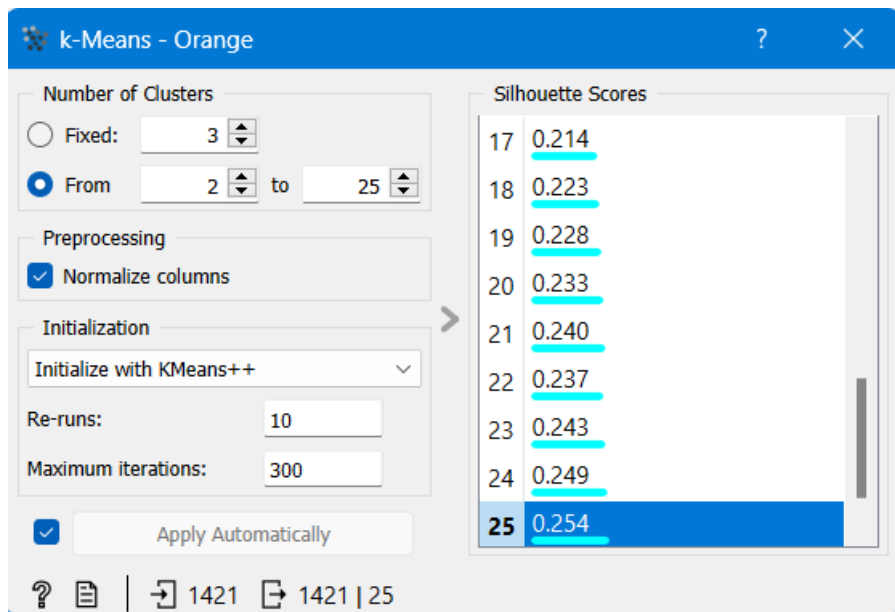 k-Means - Orange ?
Number of Clusters
Fixed: 3
From 2 to 25
Preprocessing
Normalize columns
Initialization
Initialize with KMeans++
Re-runs: 10
Maximum iterations: 300
Apply Automatically
? 1421 1421 | 25
Silhouette Scores
17 0.214
18 0.223
19 0.228
20 0.233
21 0.240
22 0.237
23 0.243
24 0.249
25 0.254